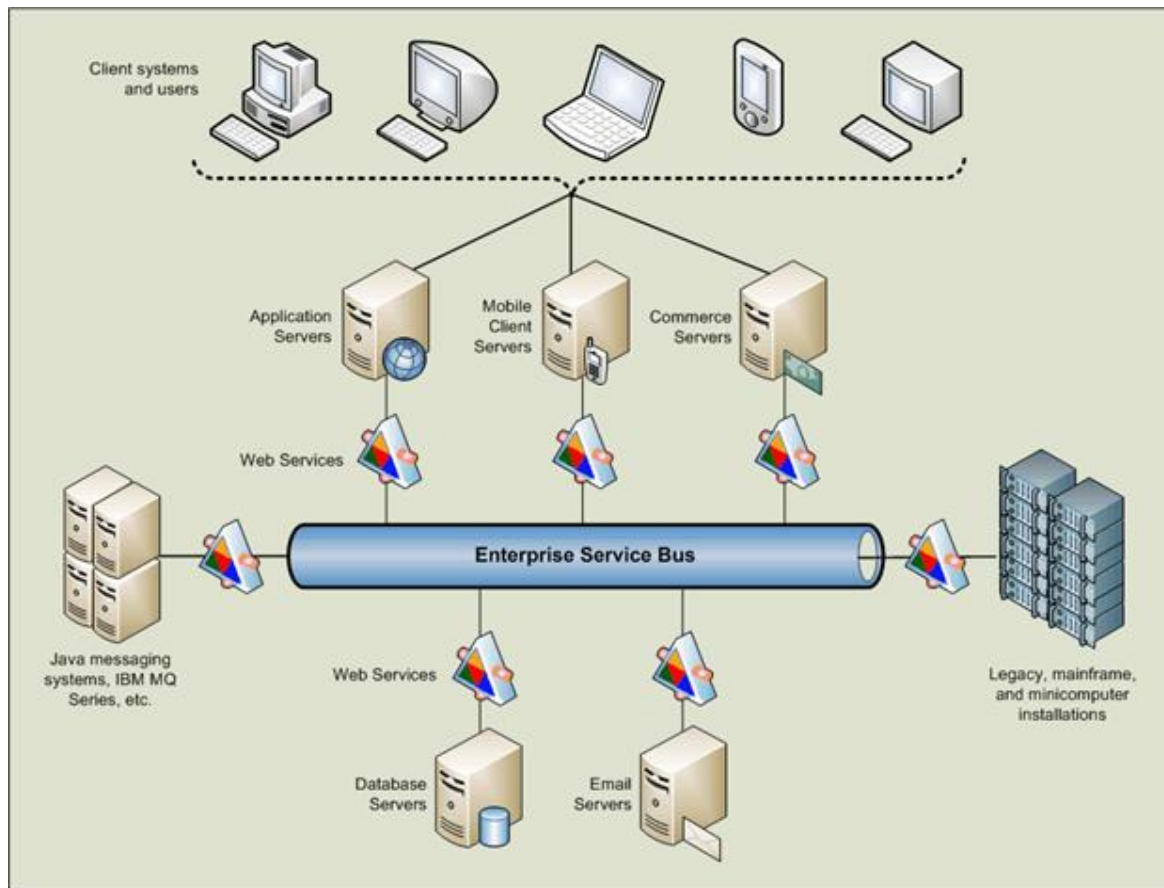 Client systems
and users
Application
Servers
Mobile
Client
Servers
Commerce
Servers
Web Services
Enterprise Service Bus
Java messaging
systems, IBM MQ
Series, etc.
Web Services
Legacy, mainframe,
and minicomputer
installations
Database
Servers
Email
Servers